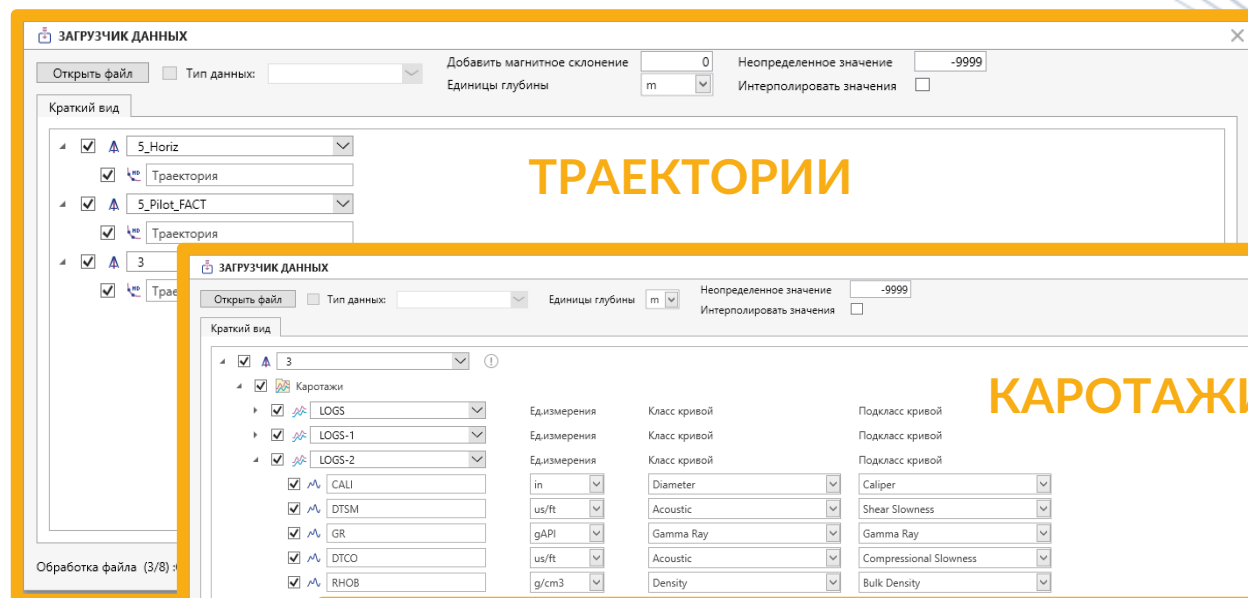 ЗАГРУЗЧИК ДАННЫХ
Открыть файл Тип данных: Добавить магнитное склонение 0 Неопределенное значение -9999
Единицы глубины m Интерполировать значения
Краткий вид
5_Horiz
Траектория
ТРАЕКТОРИИ
5_Pilot_FACT
Траектория
3
ЗАГРУЗЧИК ДАННЫХ
Открыть файл Тип данных: Единицы глубины m Неопределенное значение -9999
Интерполировать значения
Краткий вид
3
Каротажи
КАРОТАЖИ
LOGS Ед.измерения Класс кривой Подкласс кривой
LOGS-1 Ед.измерения Класс кривой Подкласс кривой
LOGS-2 Ед.измерения Класс кривой Подкласс кривой
CALI in Diameter Caliper
DTSM us/ft Acoustic Shear Slowness
GR gAPI Gamma Ray Gamma Ray
DTCO us/ft Acoustic Compressional Slowness
RHOB g/cm3 Density Bulk Density
Обработка файла (3/8) :